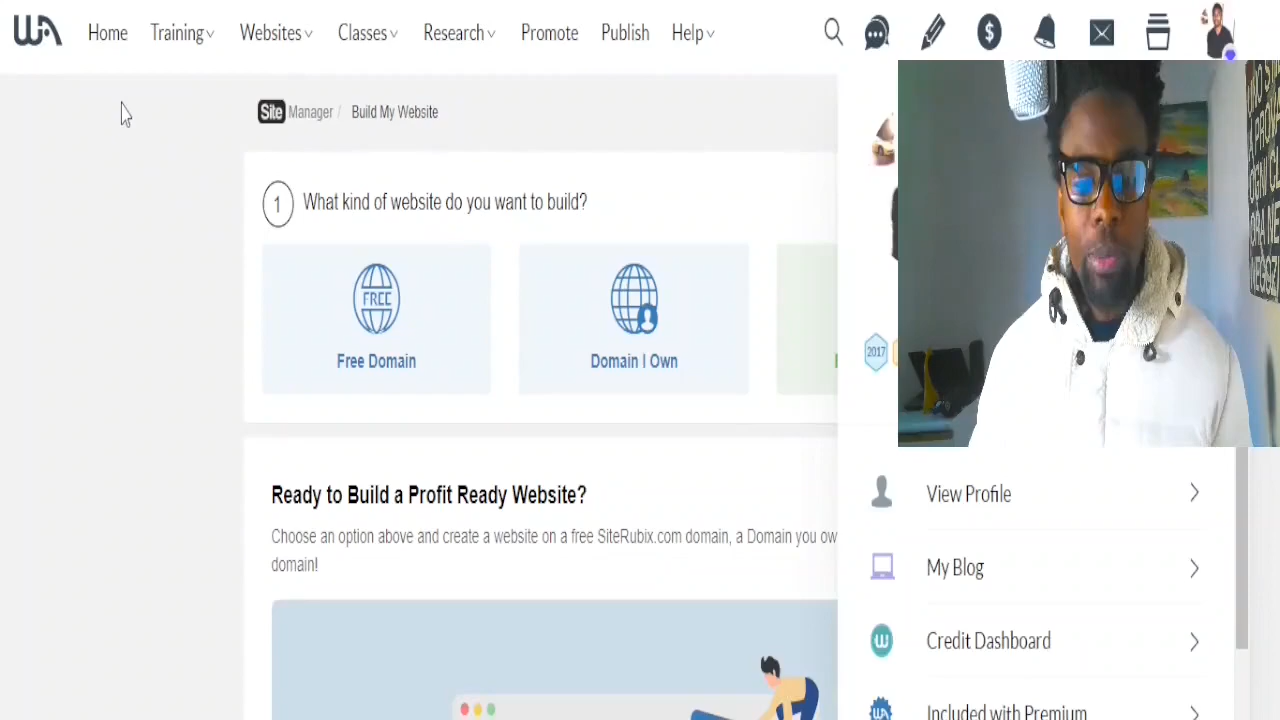 WA Home Training Websites Classes Research Promote Publish Help
Site Manager / Build My Website
1 What kind of website do you want to build?
FREE
Free Domain
Domain I Own
2017
Ready to Build a Profit Ready Website?
Choose an option above and create a website on a free SiteRubix.com domain, a Domain you ow
domain!
View Profile
My Blog
Credit Dashboard
Included with Premium